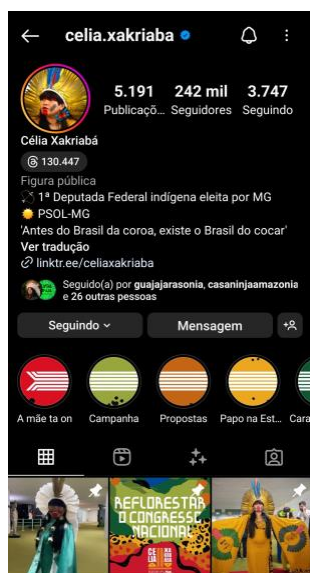 celia.xakriaba
5.191 242 mil 3.747
Publicaçõ... Seguidores Seguindo
Célia Xakriabá
130.447
Figura pública
1ª Deputada Federal indígena eleita por MG
PSOL-MG
'Antes do Brasil da coroa, existe o Brasil do cocar'
Ver tradução
linktr.ee/celiaxakriaba
Seguido(a) por guajajarasonia, casaninjaamazonia
e 26 outras pessoas
Seguindo Mensagem
A mãe ta on Campanha Propostas Papo na Est... Cara
REFLORESTAR
O CONGRESSO
NACIONAL